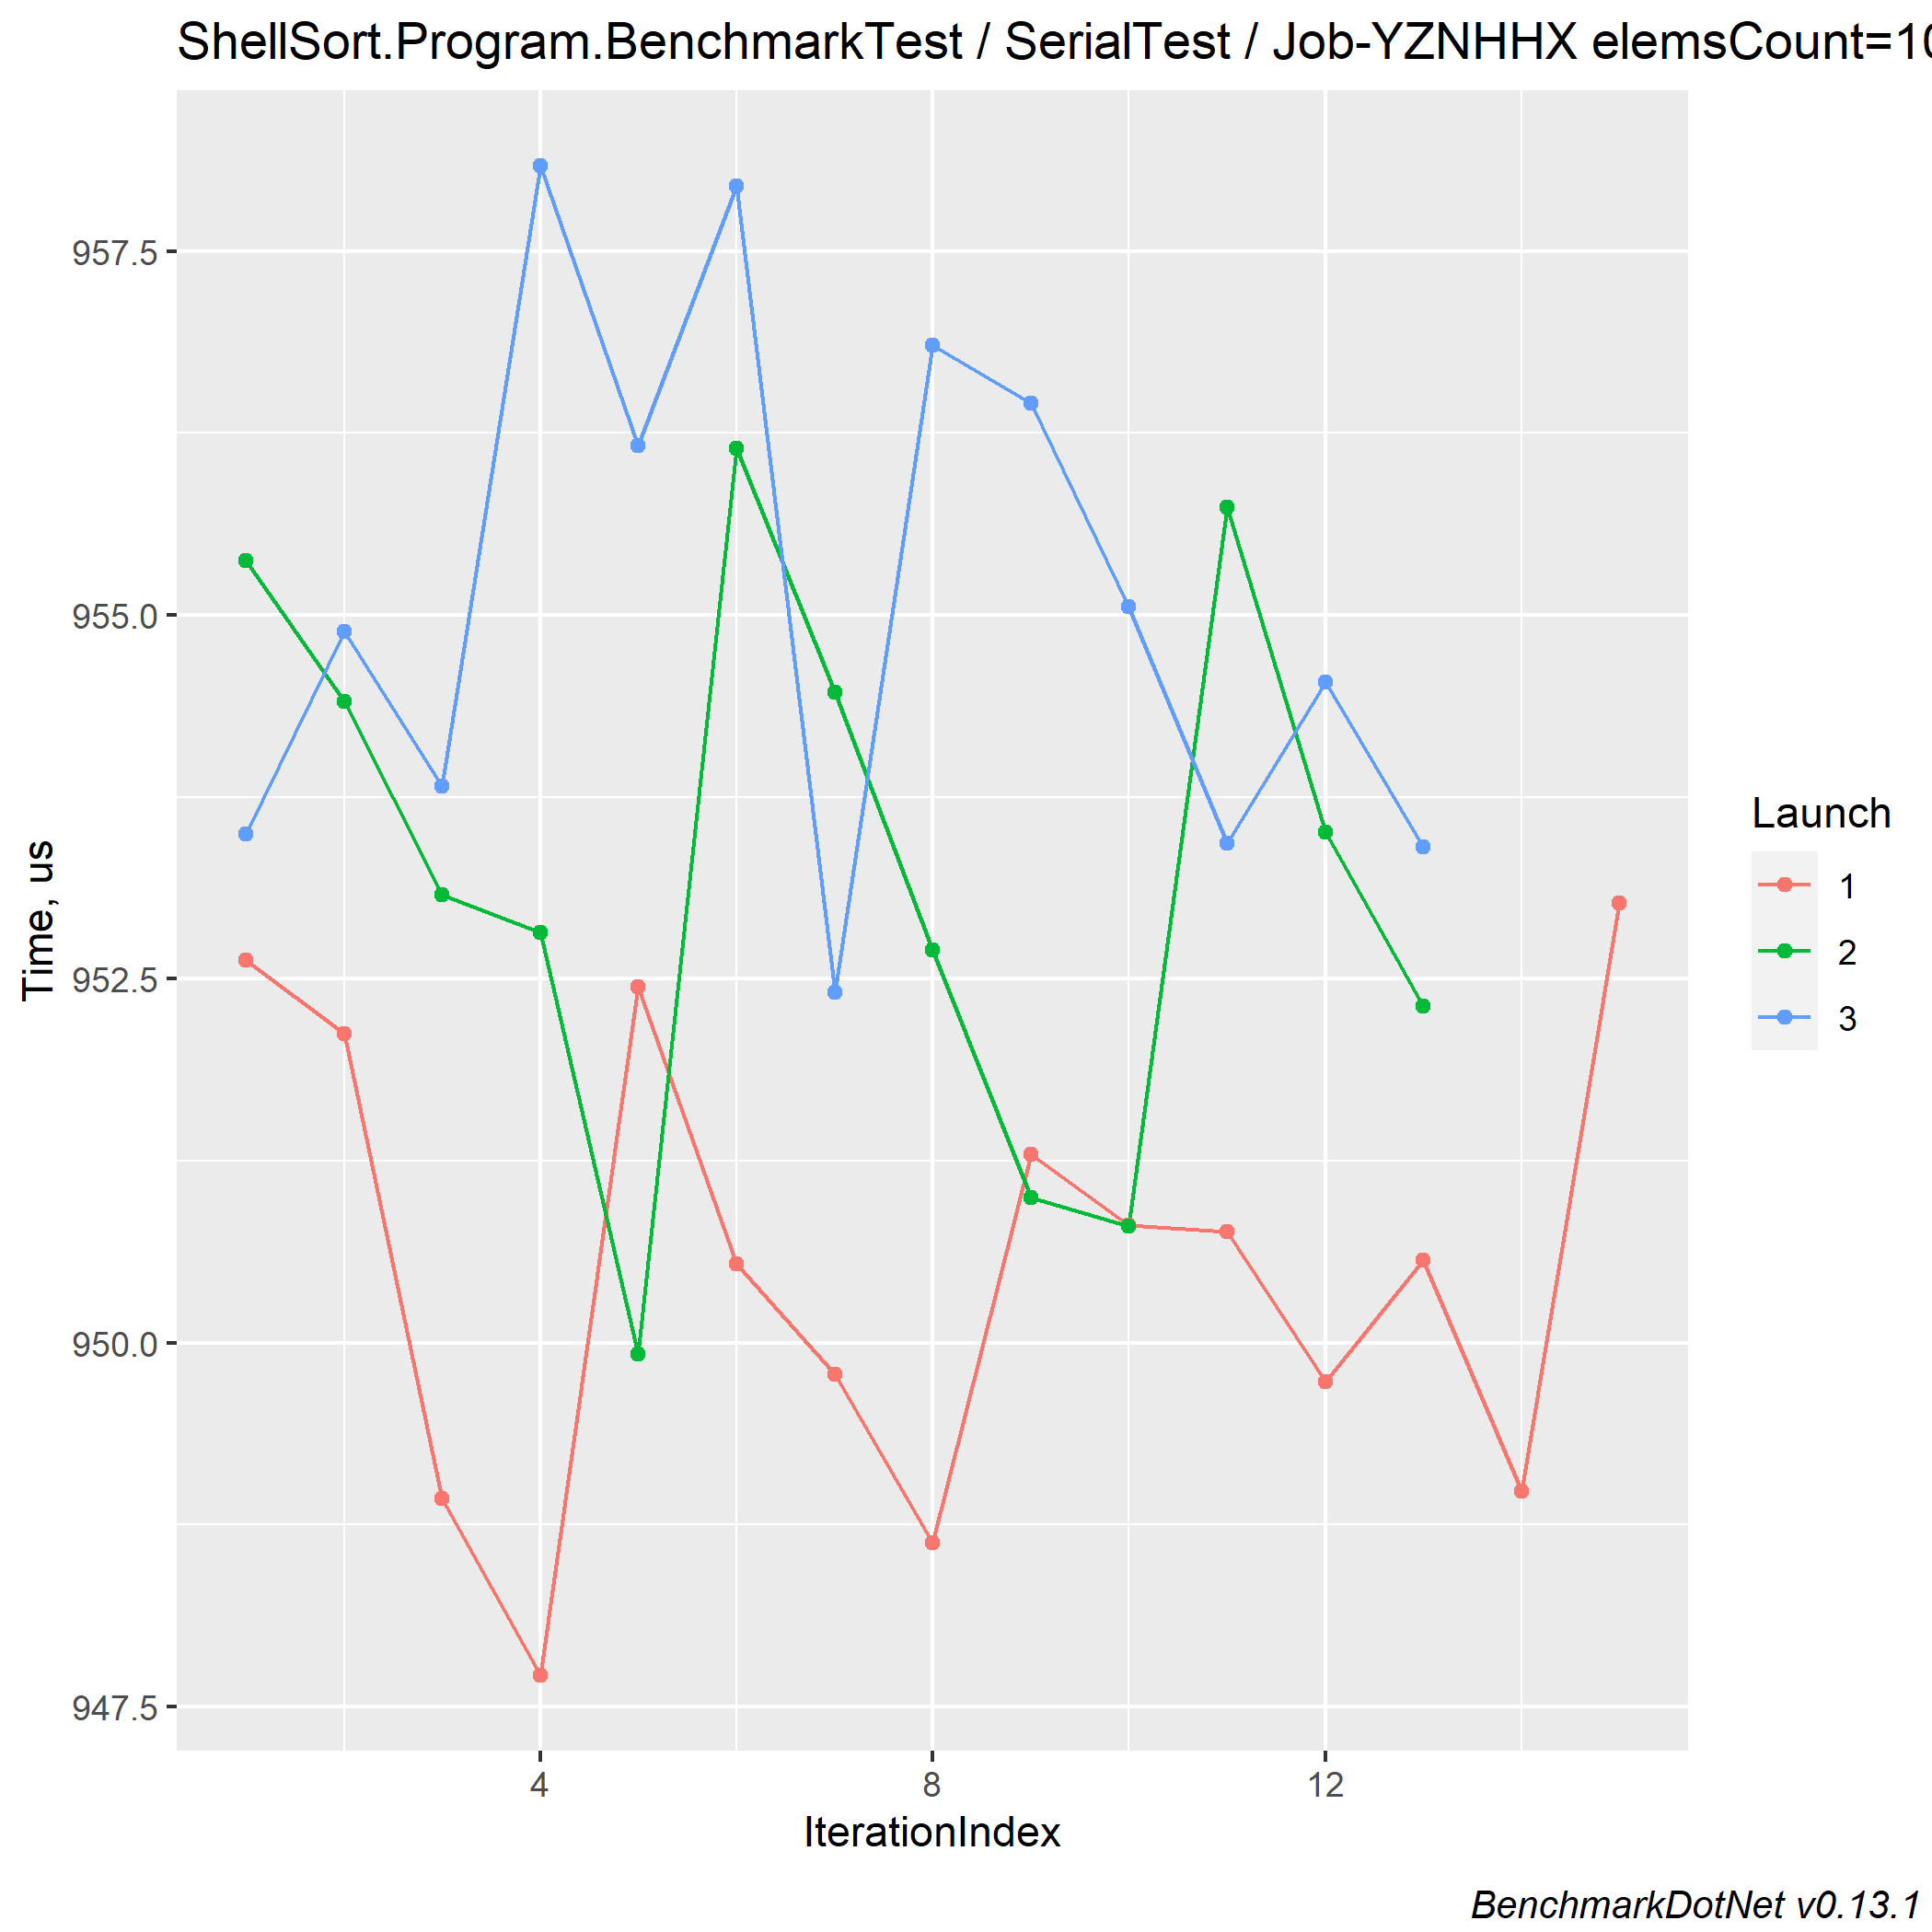 ShellSort.Program.BenchmarkTest / SerialTest / Job-YZNHHX elemsCount=10
957.5
955.0
952.5
950.0
947.5
Time, us
4 8 12
IterationIndex
Launch
1
2
3
BenchmarkDotNet v0.13.1